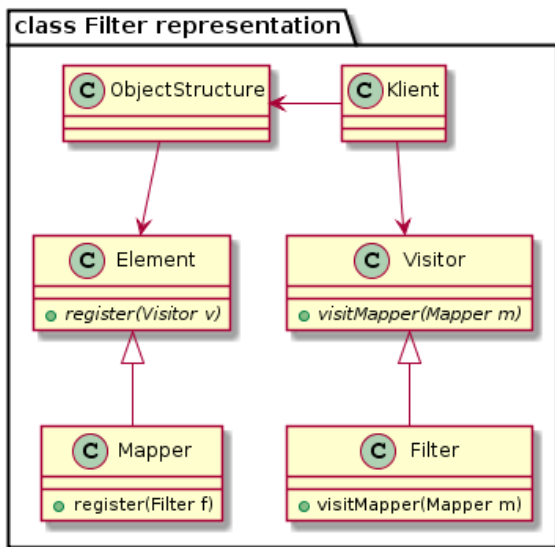 class Filter representation
C ObjectStructure
C Klient
C Element
register(Visitor v)
C Visitor
visitMapper(Mapper m)
C Mapper
register(Filter f)
C Filter
visitMapper(Mapper m)